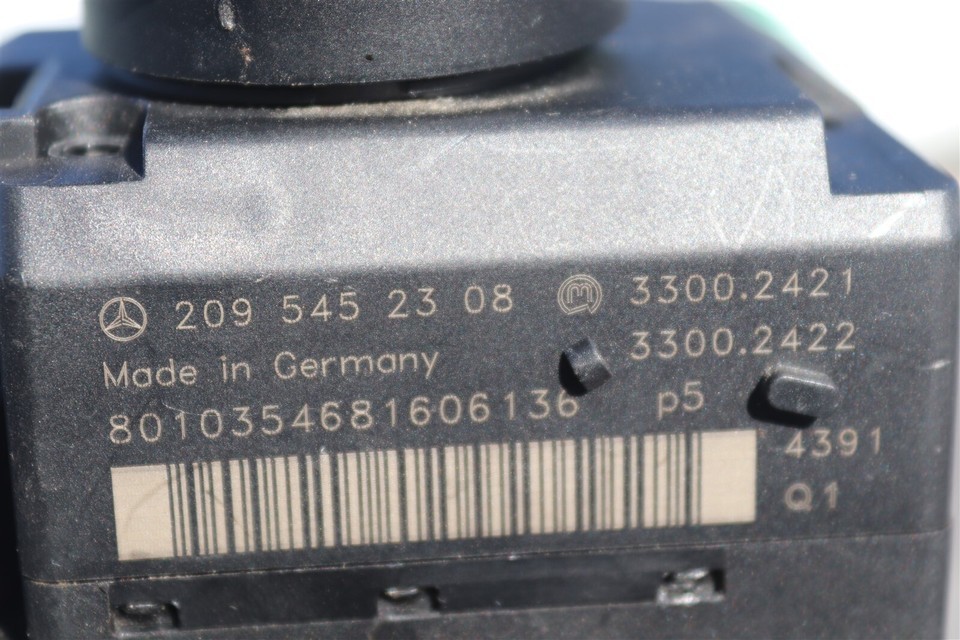 209 545 23 08 3300.2421
3300.2422
Made in Germany
8010354681606136 p5
4391
Q1